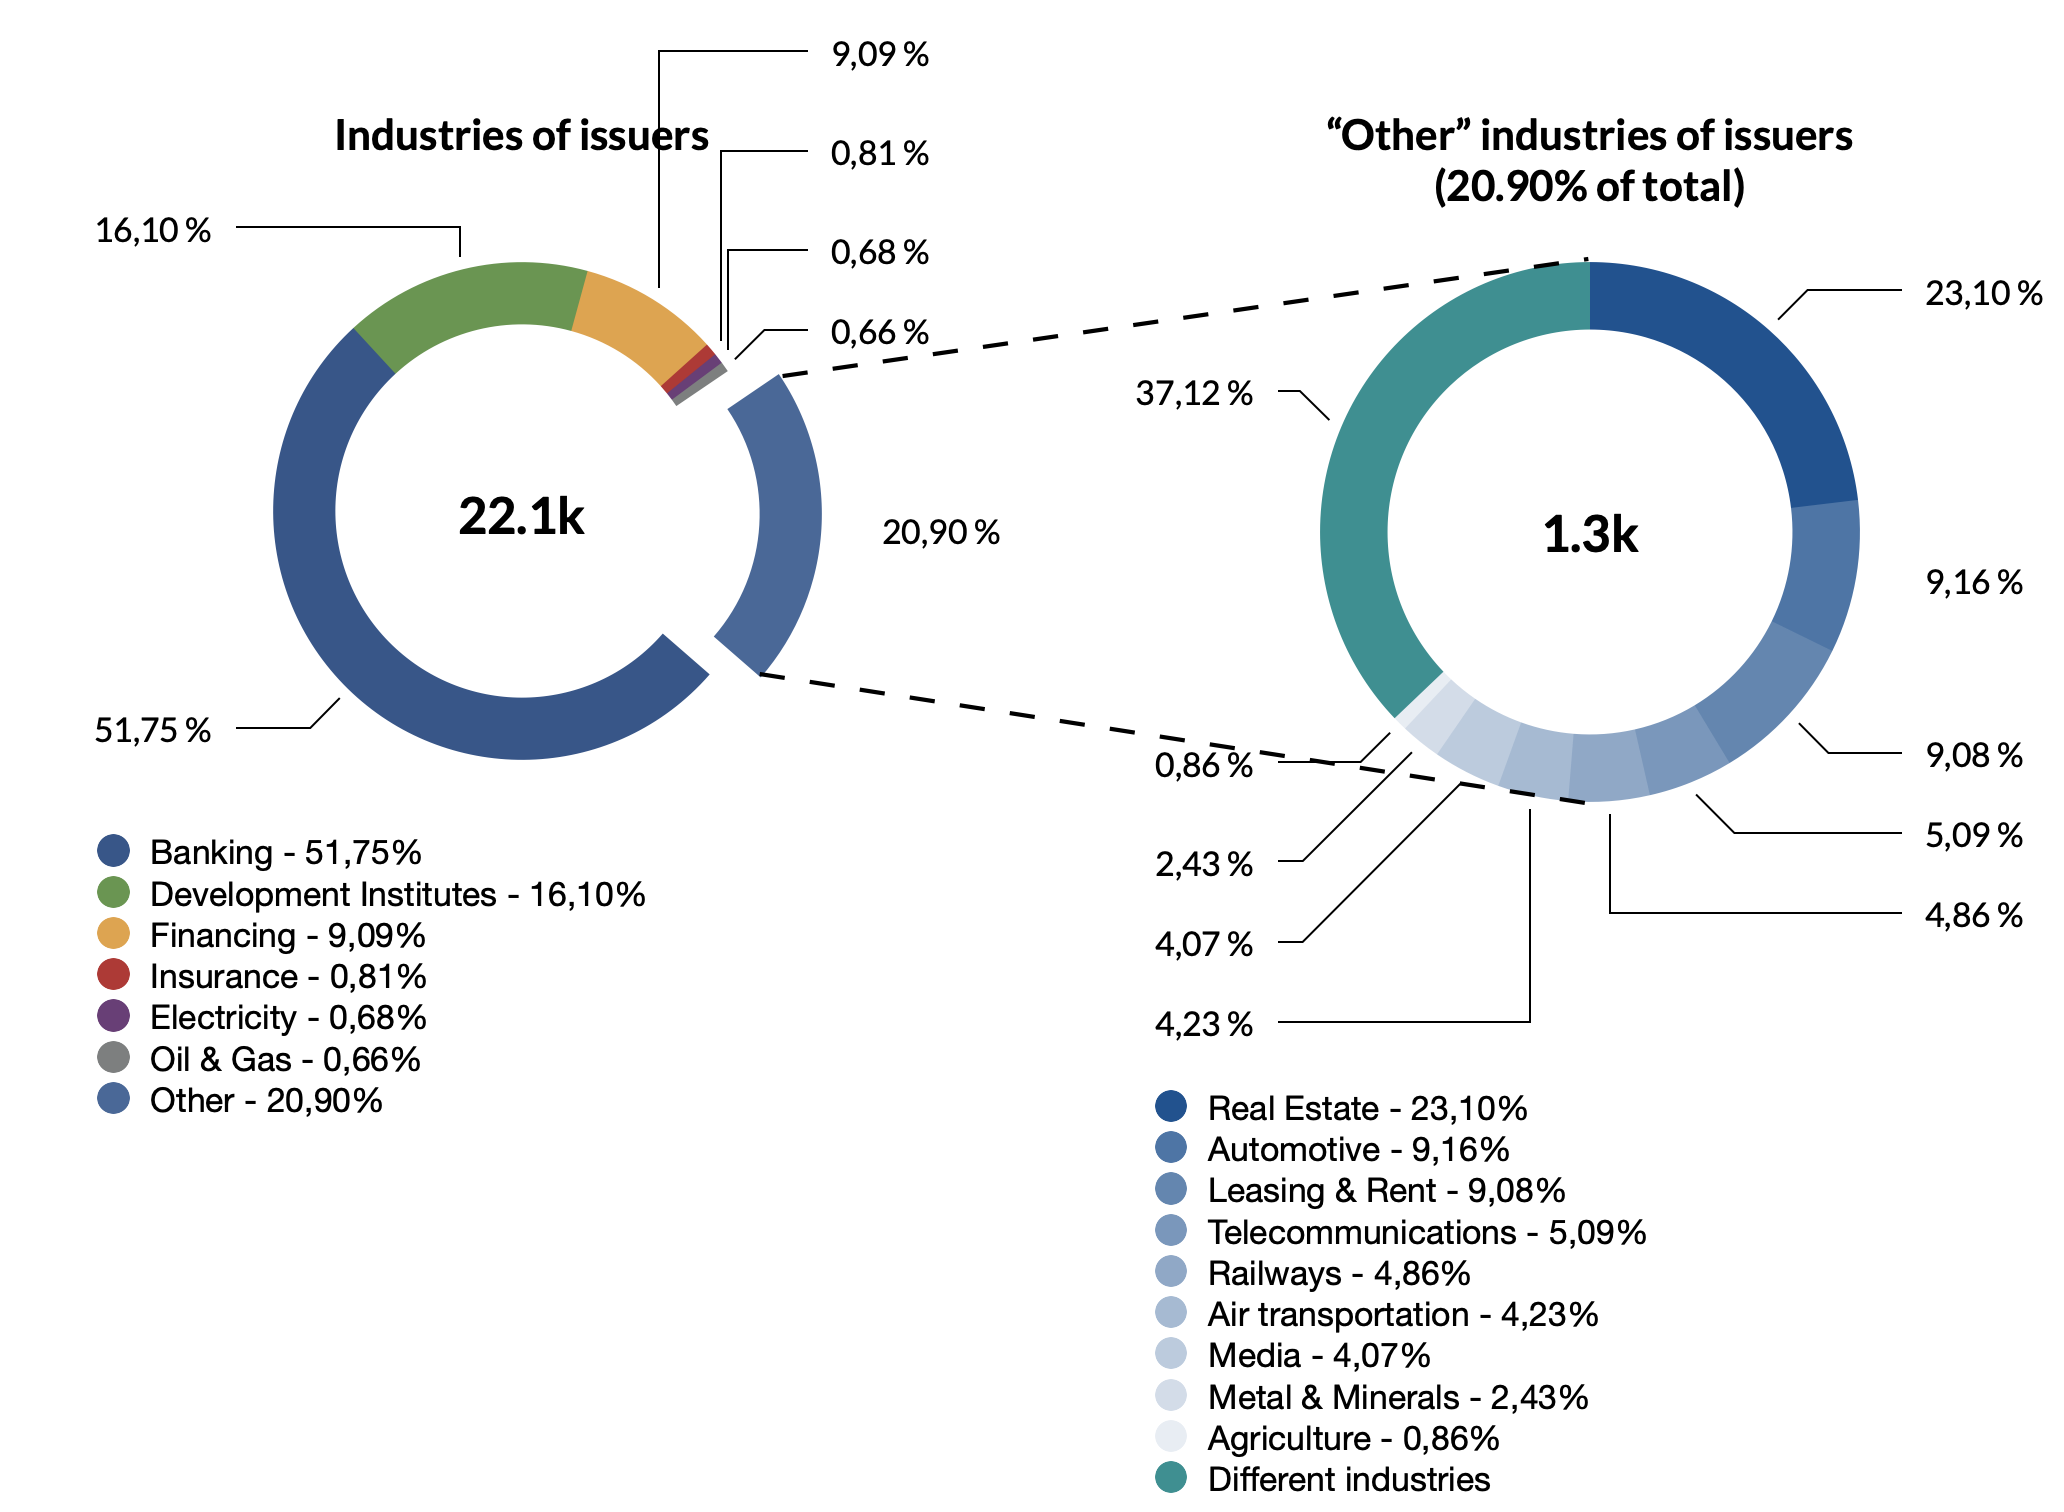 Industries of issuers
9,09 %
0,81 %
16,10 %
0,68 %
0,66 %
22.1k
20,90 %
51,75 %
Banking - 51,75%
Development Institutes - 16,10%
Financing - 9,09%
Insurance - 0,81%
Electricity - 0,68%
Oil & Gas - 0,66%
Other - 20,90%
“Other” industries of issuers
(20.90% of total)
23,10 %
37,12 %
1.3k
9,16 %
0,86 %
9,08 %
5,09 %
2,43 %
4,86 %
4,07 %
4,23 %
Real Estate - 23,10%
Automotive - 9,16%
Leasing & Rent - 9,08%
Telecommunications - 5,09%
Railways - 4,86%
Air transportation - 4,23%
Media - 4,07%
Metal & Minerals - 2,43%
Agriculture - 0,86%
Different industries